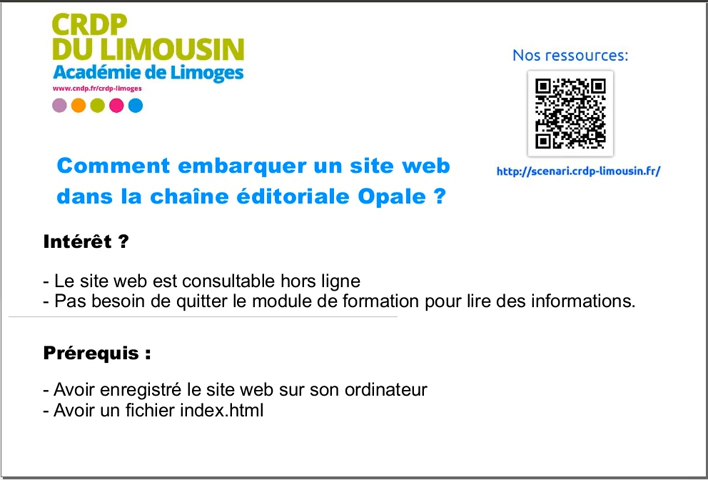 CRDP
DU LIMOUSIN
Académie de Limoges
www.cndp.fr/crdp-limoges
Nos ressources:
http://scenari.crdp-limousin.fr/
Comment embarquer un site web
dans la chaîne éditoriale Opale ?
Intérêt ?
- Le site web est consultable hors ligne
- Pas besoin de quitter le module de formation pour lire des informations.
Prérequis :
- Avoir enregistré le site web sur son ordinateur
- Avoir un fichier index.html